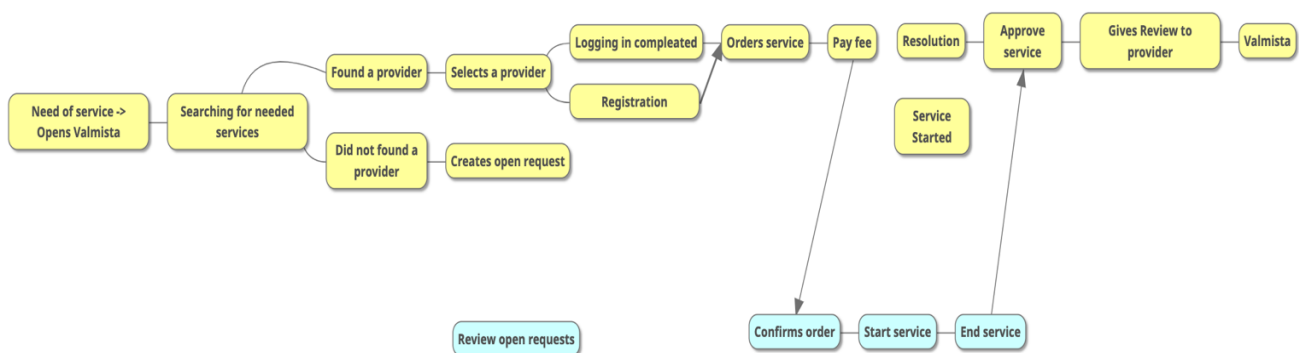 Need of service ->
Opens Valmista
Searching for needed
services
Found a provider
Selects a provider
Logging in compleated
Registration
Orders service
Pay fee
Did not found a
provider
Creates open request
Resolution
Approve
service
Gives Review to
provider
Valmista
Service
Started
Review open requests
Confirms order
Start service
End service